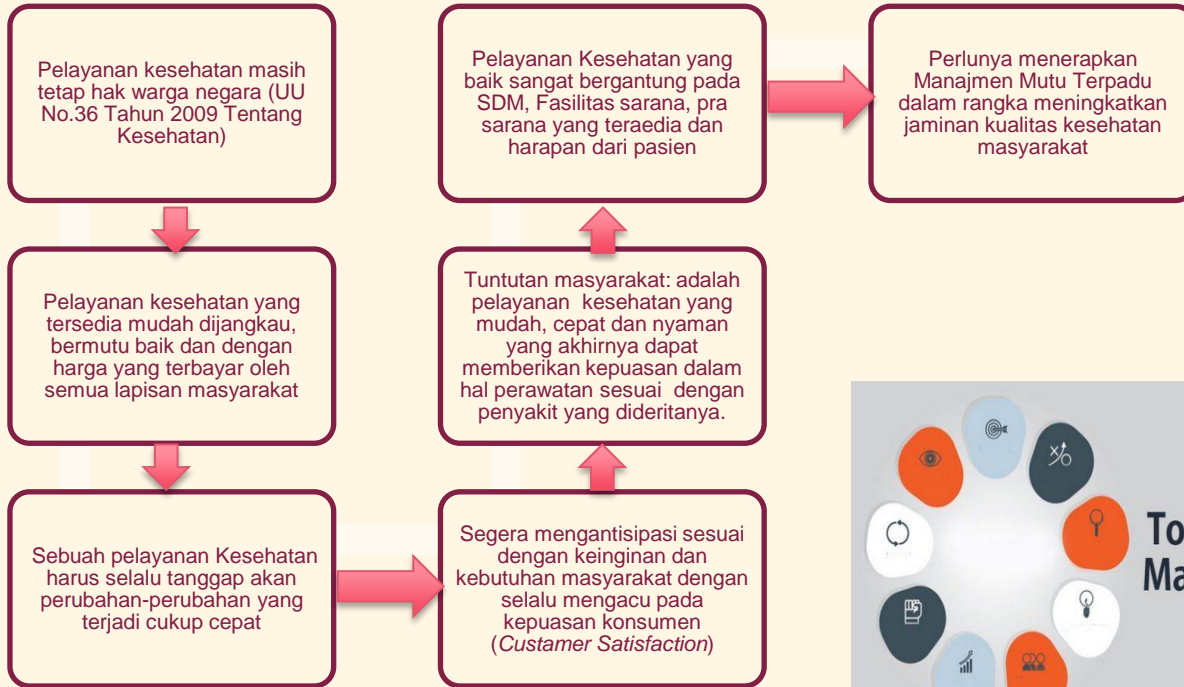 Pelayanan kesehatan masih
tetap hak warga negara (UU
No.36 Tahun 2009 Tentang
Kesehatan)
Pelayanan kesehatan yang
tersedia mudah dijangkau,
bermutu baik dan dengan
harga yang terbayar oleh
semua lapisan masyarakat
Sebuah pelayanan Kesehatan
harus selalu tanggap akan
perubahan-perubahan yang
terjadi cukup cepat
Segera mengantisipasi sesuai
dengan keinginan dan
kebutuhan masyarakat dengan
selalu mengacu pada
kepuasan konsumen
(Custamer Satisfaction)
Tuntutan masyarakat: adalah
pelayanan kesehatan yang
mudah, cepat dan nyaman
yang akhirnya dapat
memberikan kepuasan dalam
hal perawatan sesuai dengan
penyakit yang dideritanya.
Pelayanan Kesehatan yang
baik sangat bergantung pada
SDM, Fasilitas sarana, pra
sarana yang teraedia dan
harapan dari pasien
Perlunya menerapkan
Manajmen Mutu Terpadu
dalam rangka meningkatkan
jaminan kualitas kesehatan
masyarakat
To
Ma